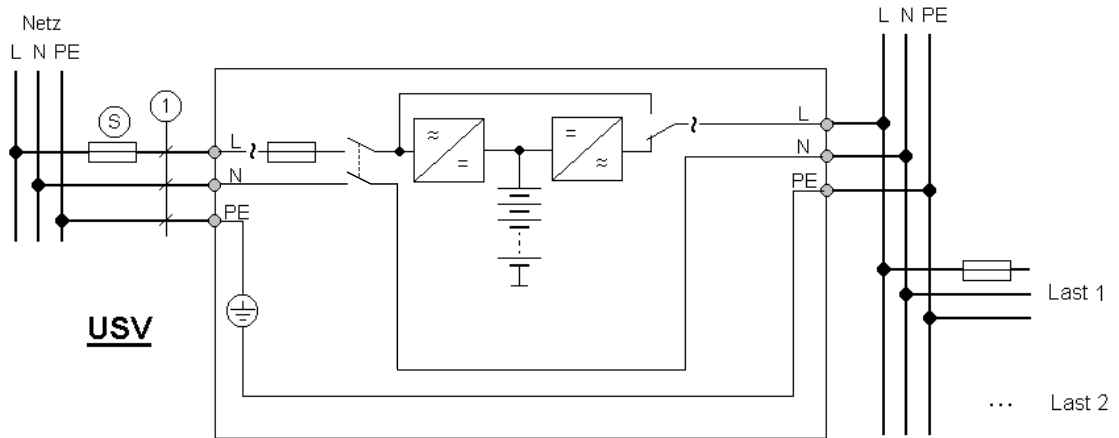 Netz
L N PE
S
1
L
N
PE
USV
≈
=
=
≈
L
N
PE
L N PE
Last 1
... Last 2